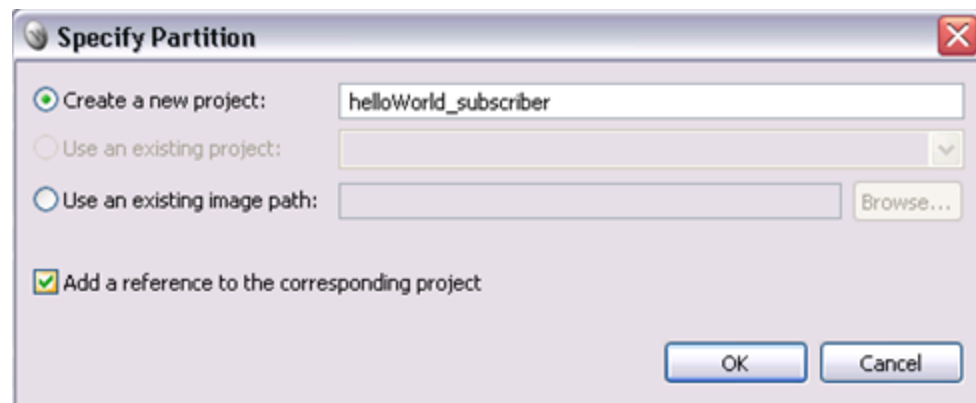 Specify Partition
Create a new project: helloWorld_subscriber
Use an existing project:
Use an existing image path: Browse...
Add a reference to the corresponding project
OK Cancel